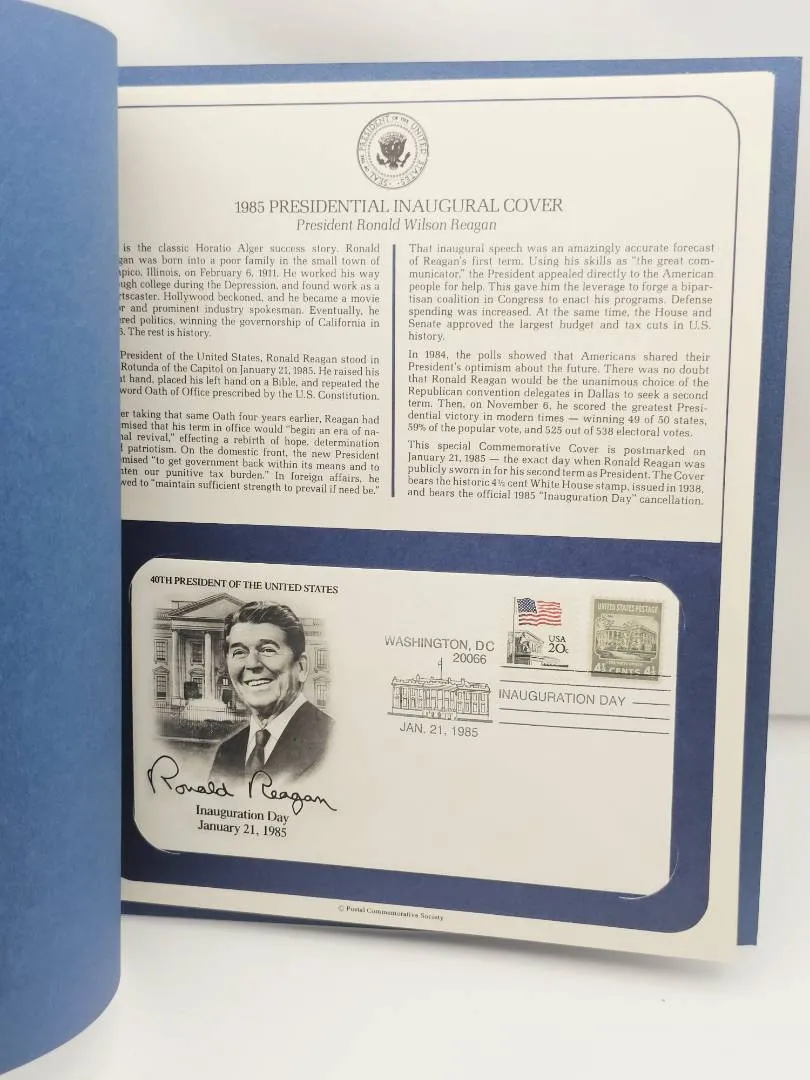 SEAL OF THE PRESIDENT OF THE UNITED STATES
1985 PRESIDENTIAL INAUGURAL COVER
President Ronald Wilson Reagan
is the classic Horatio Alger success story. Ronald
gan was born into a poor family in the small town of
pico, Illinois, on February 6, 1911. He worked his way
ugh college during the Depression, and found work as a
rtscaster. Hollywood beckoned, and he became a movie
r and prominent industry spokesman. Eventually, he
red politics, winning the governorship of California in
. The rest is history.
President of the United States, Ronald Reagan stood in
Rotunda of the Capitol on January 21, 1985. He raised his
t hand, placed his left hand on a Bible, and repeated the
word Oath of Office prescribed by the U.S. Constitution.
er taking that same Oath four years earlier, Reagan had
mised that his term in office would "begin an era of na-
nal revival," effecting a rebirth of hope, determination
patriotism. On the domestic front, the new President
mised "to get government back within its means and to
ten our punitive tax burden." In foreign affairs, he
wed to "maintain sufficient strength to prevail if need be."
That inaugural speech was an amazingly accurate forecast
of Reagan's first term. Using his skills as "the great com-
municator," the President appealed directly to the American
people for help. This gave him the leverage to forge a bipar-
tisan coalition in Congress to enact his programs. Defense
spending was increased. At the same time, the House and
Senate approved the largest budget and tax cuts in U.S.
history.
In 1984, the polls showed that Americans shared their
President's optimism about the future. There was no doubt
that Ronald Reagan would be the unanimous choice of the
Republican convention delegates in Dallas to seek a second
term. Then, on November 6, he scored the greatest Presi-
dential victory in modern times — winning 49 of 50 states,
59% of the popular vote, and 525 out of 538 electoral votes.
This special Commemorative Cover is postmarked on
January 21, 1985 — the exact day when Ronald Reagan was
publicly sworn in for his second term as President. The Cover
bears the historic 4½ cent White House stamp, issued in 1938,
and bears the official 1985 "Inauguration Day" cancellation.
40TH PRESIDENT OF THE UNITED STATES
Ronald Reagan
Inauguration Day
January 21, 1985
WASHINGTON, DC
20066
JAN. 21, 1985
INAUGURATION DAY
USA
20c
UNITED STATES POSTAGE
4½ CENTS 4½
© Postal Commemorative Society